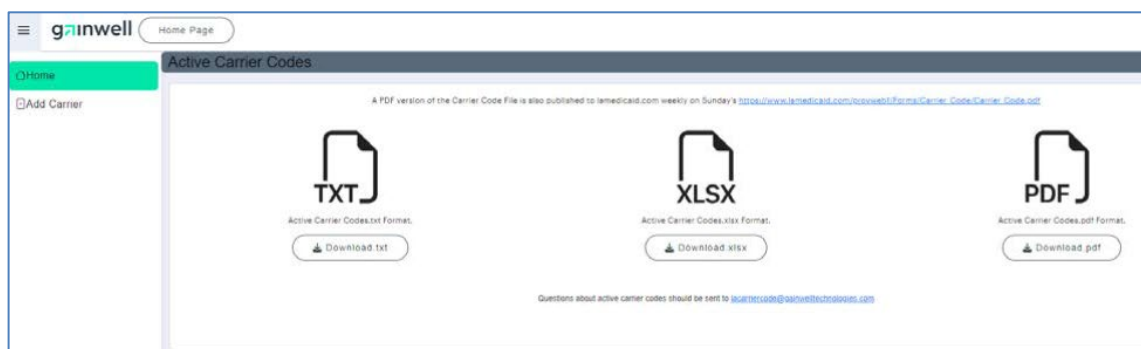 gainwell
Home Page
Home
Add Carrier
Active Carrier Codes
A PDF version of the Carrier Code File is also published to lamedicaid.com weekly on Sunday's https://www.lamedicaid.com/provweb1/Forms/Carrier_Code/Carrier_Code.pdf
TXT
XLSX
PDF
Active Carrier Codes.txt Format.
Active Carrier Codes.xlsx Format.
Active Carrier Codes.pdf Format.
Download.txt
Download.xlsx
Download.pdf
Questions about active carrier codes should be sent to lacarriercode@gainwelltechnologies.com